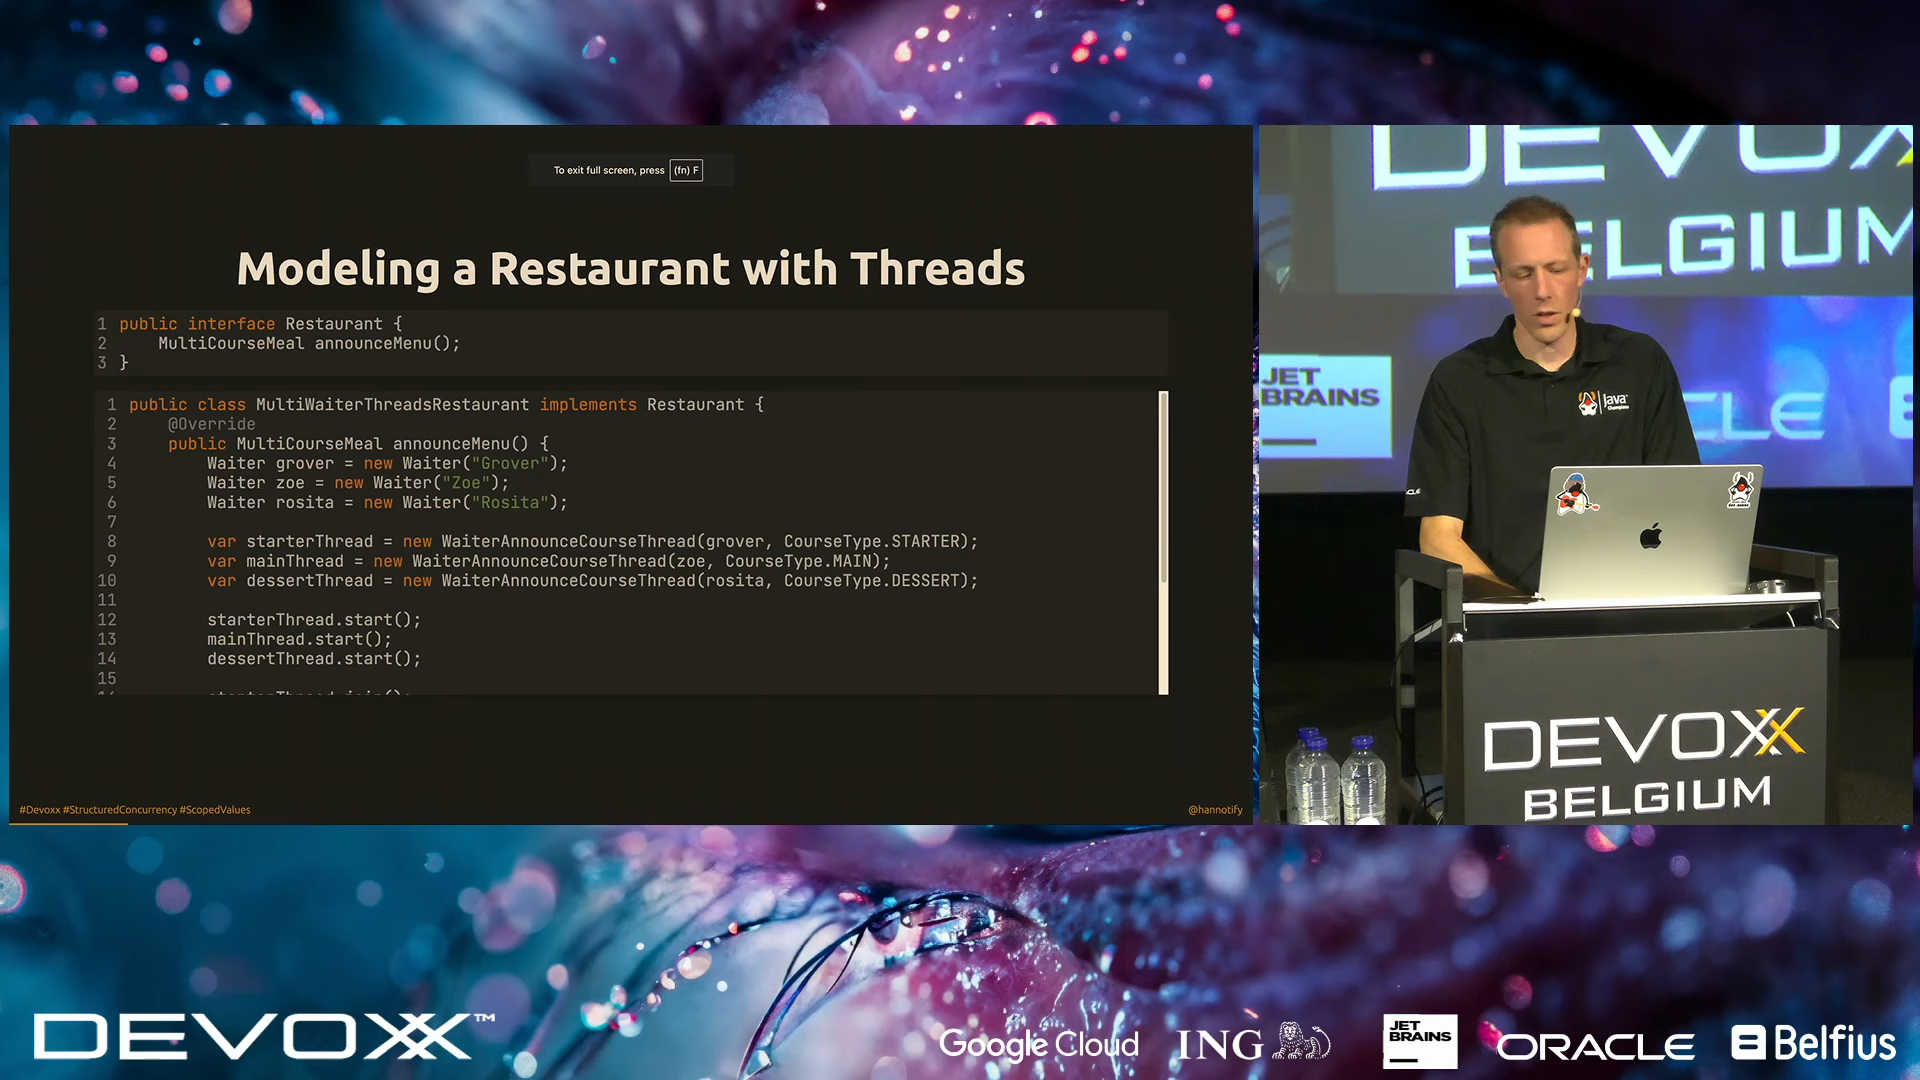 To exit full screen, press (fn) F
Modeling a Restaurant with Threads
1 public interface Restaurant {
2     MultiCourseMeal announceMenu();
3 }
1 public class MultiWaiterThreadsRestaurant implements Restaurant {
2     @Override
3     public MultiCourseMeal announceMenu() {
4         Waiter grover = new Waiter("Grover");
5         Waiter zoe = new Waiter("Zoe");
6         Waiter rosita = new Waiter("Rosita");
7
8         var starterThread = new WaiterAnnounceCourseThread(grover, CourseType.STARTER);
9         var mainThread = new WaiterAnnounceCourseThread(zoe, CourseType.MAIN);
10         var dessertThread = new WaiterAnnounceCourseThread(rosita, CourseType.DESSERT);
11
12         starterThread.start();
13         mainThread.start();
14         dessertThread.start();
15
#Devoxx #StructuredConcurrency #ScopedValues
@hannotify
DEVOX
BELGIUM
JET
BRAINS
CLE
Java
Champions
DEVOXX
BELGIUM
DEVOXX™
Google Cloud
ING
JET
BRAINS
ORACLE
Belfius